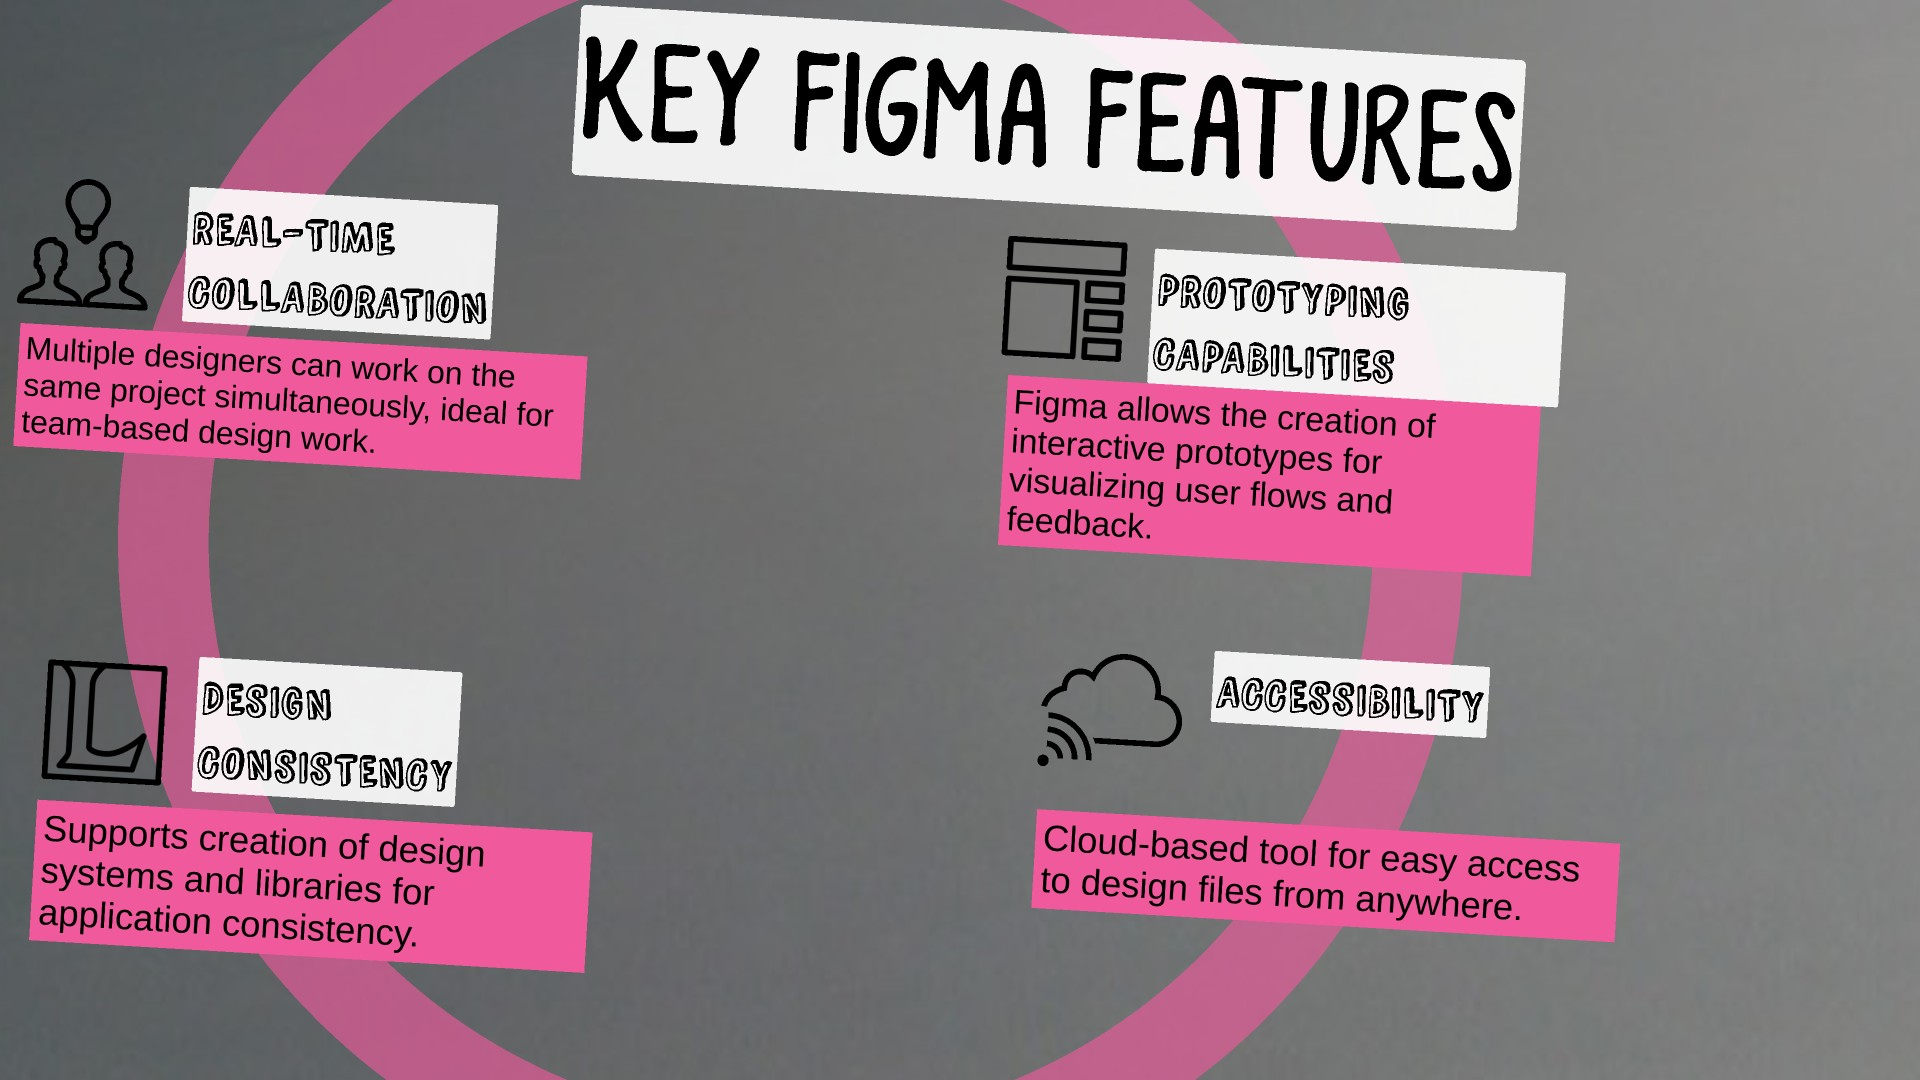 KEY FIGMA FEATURES
REAL-TIME
COLLABORATION
Multiple designers can work on the
same project simultaneously, ideal for
team-based design work.
PROTOTYPING
CAPABILITIES
Figma allows the creation of
interactive prototypes for
visualizing user flows and
feedback.
DESIGN
CONSISTENCY
Supports creation of design
systems and libraries for
application consistency.
ACCESSIBILITY
Cloud-based tool for easy access
to design files from anywhere.